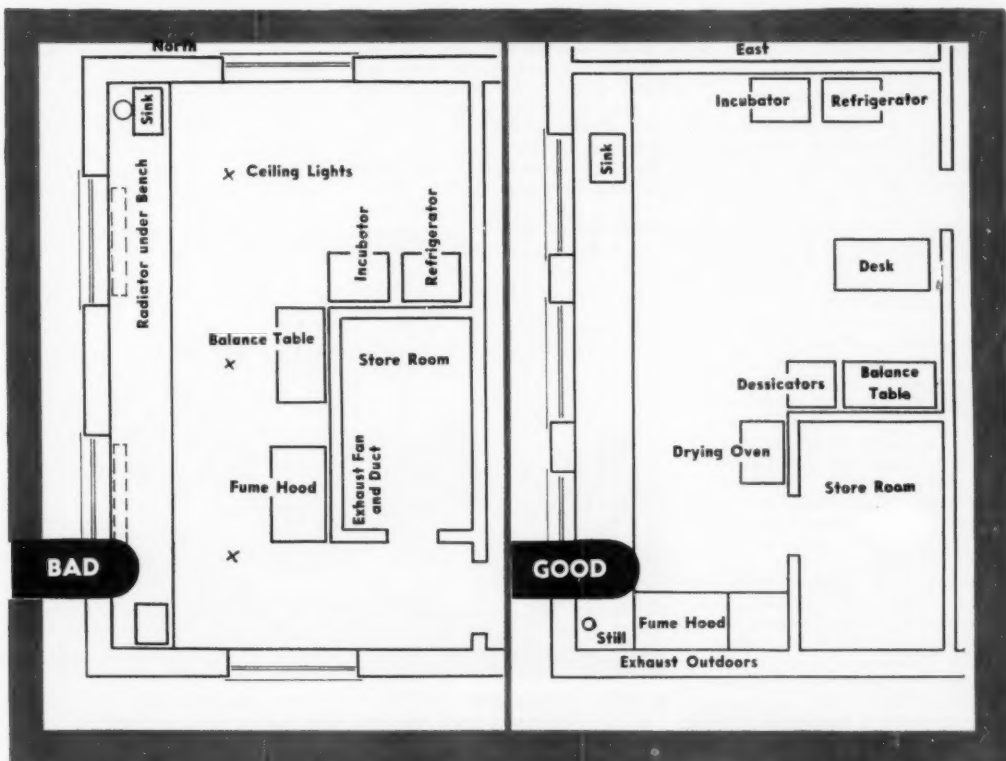 North
Sink
Ceiling Lights
Radiator under Bench
Incubator
Refrigerator
Balance Table
Store Room
Exhaust Fan
and Duct
Fume Hood
BAD
East
Incubator
Refrigerator
Sink
Desk
Dessicators
Balance
Table
Drying Oven
Store Room
GOOD
Still
Fume Hood
Exhaust Outdoors